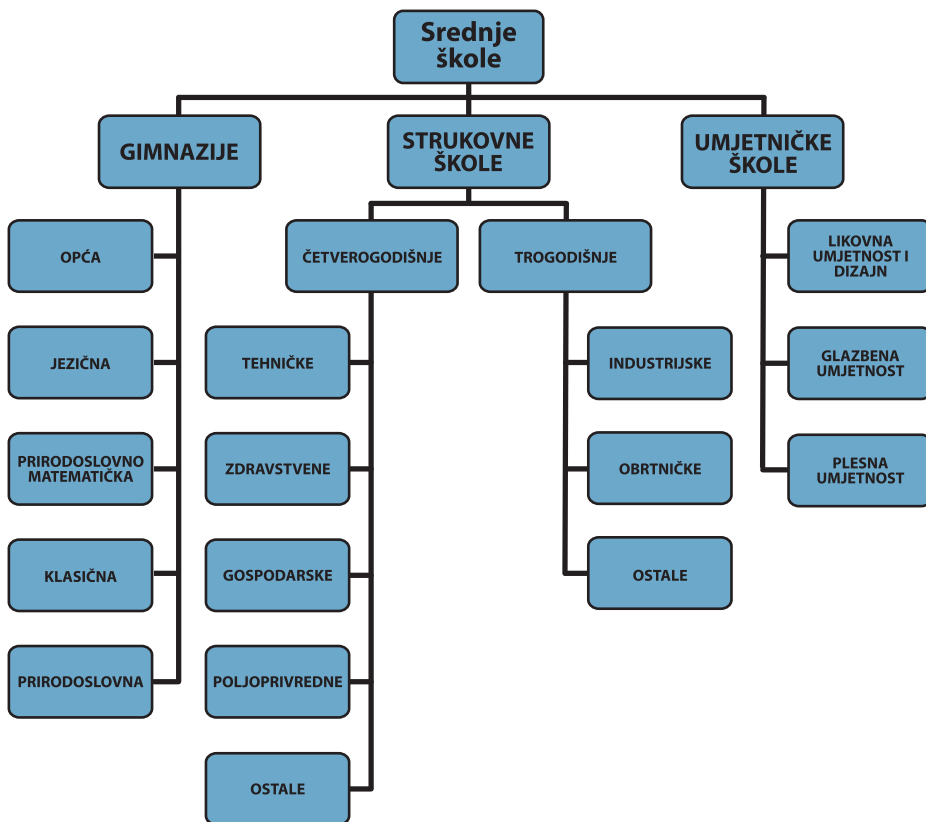 Srednje
škole
GIMNAZIJE
STRUKOVNE
ŠKOLE
UMJETNIČKE
ŠKOLE
OPĆA
ČETVEROGODIŠNJE
TROGODIŠNJE
LIKOVNA
UMJETNOST I
DIZAJN
JEZIČNA
TEHNIČKE
INDUSTRIJSKE
GLAZBENA
UMJETNOST
PRIRODOSLOVNO
MATEMATIČKA
ZDRAVSTVENE
OBRTNIČKE
PLESNA
UMJETNOST
KLASIČNA
GOSPODARSKE
OSTALE
PRIRODOSLOVNA
POLJOPRIVREDNE
OSTALE